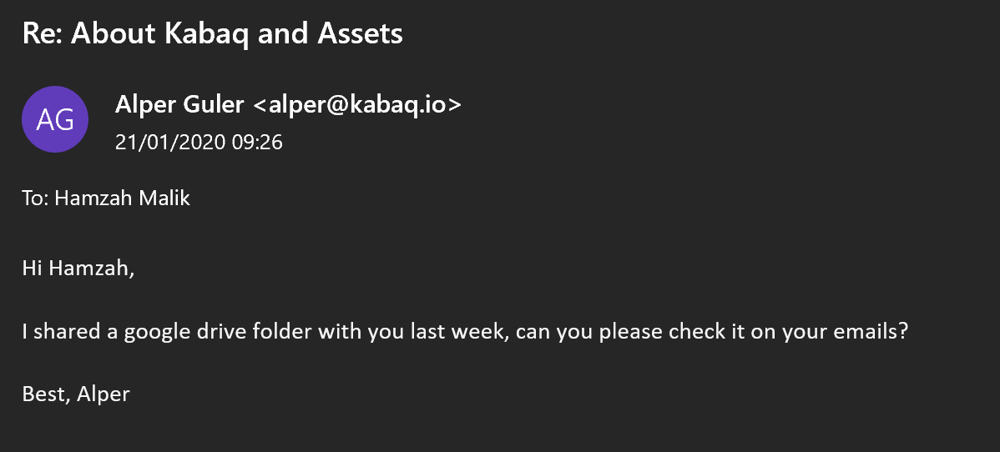 Re: About Kabaq and Assets
AG
Alper Guler <alper@kabaq.io>
21/01/2020 09:26
To: Hamzah Malik
Hi Hamzah,
I shared a google drive folder with you last week, can you please check it on your emails?
Best, Alper